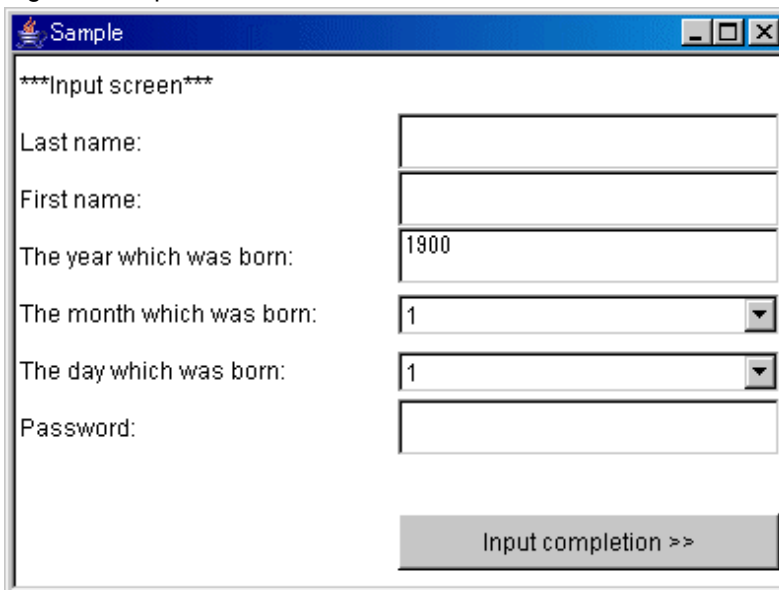 Sample
***Input screen***
Last name:
First name:
The year which was born: 1900
The month which was born: 1
The day which was born: 1
Password:
Input completion >>